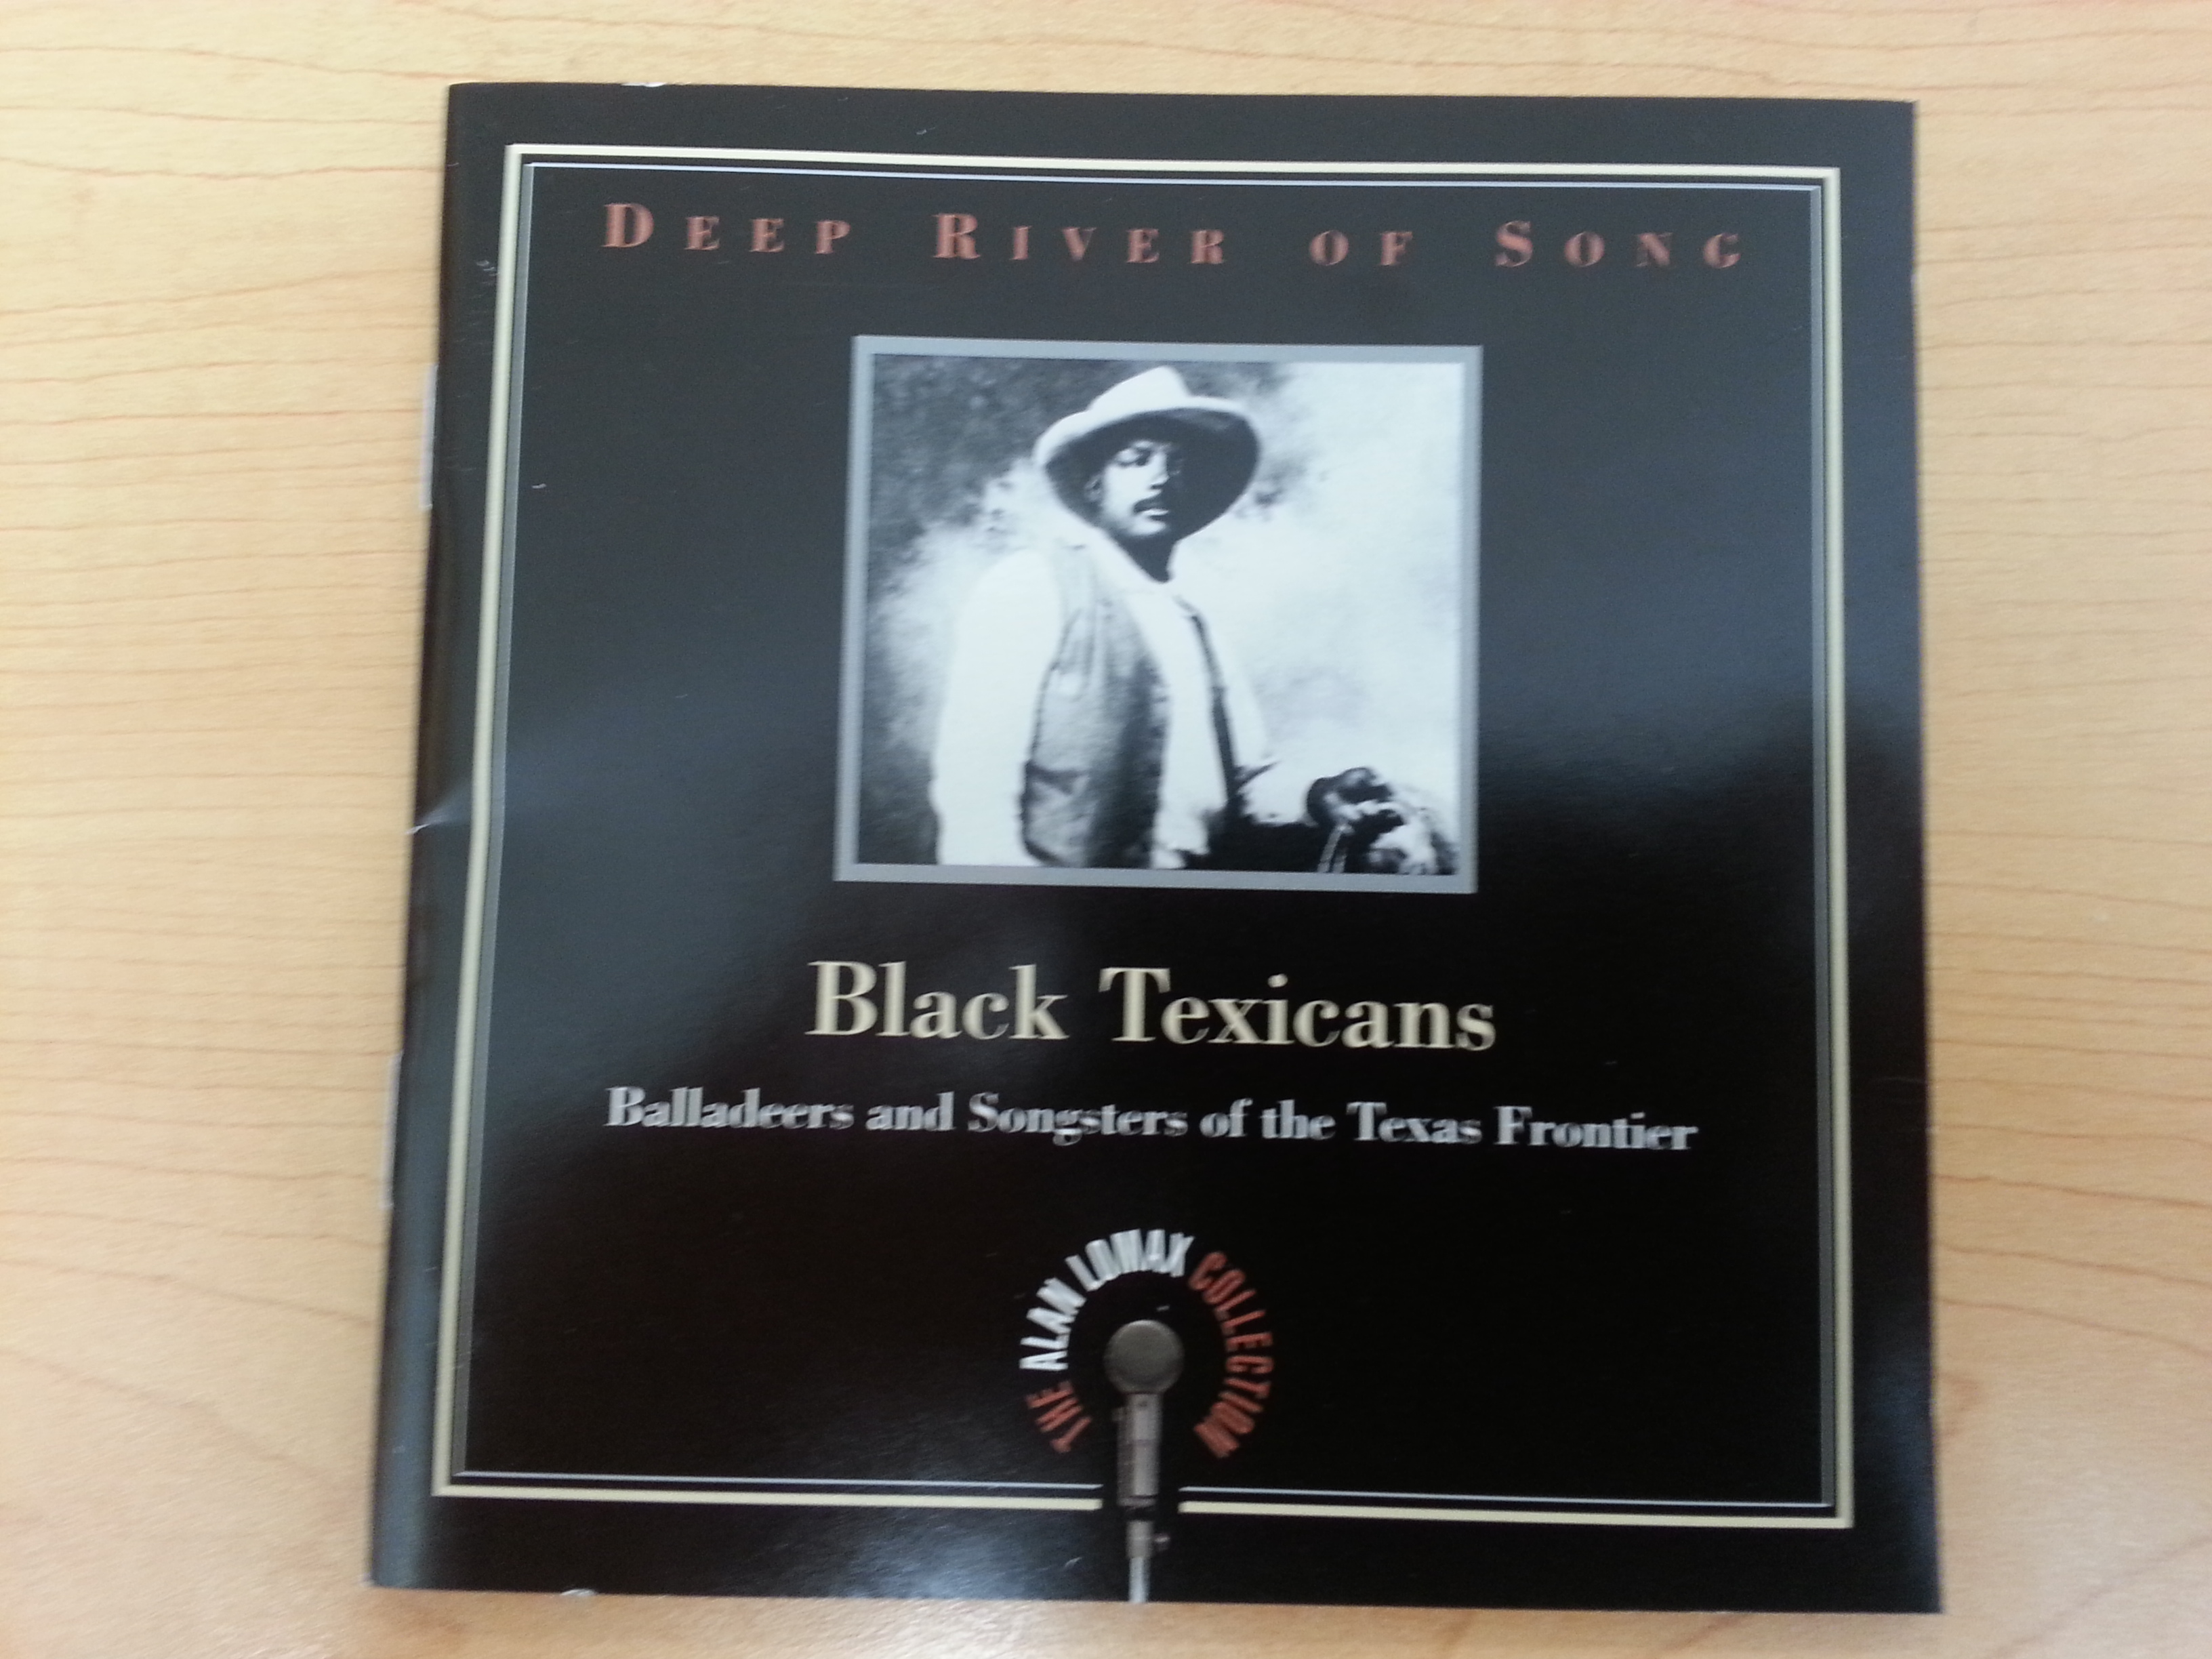 DEEP RIVER OF SONG
Black Texicans
Balladeers and Songsters of the Texas Frontier
THE ALAN LOMAX COLLECTION